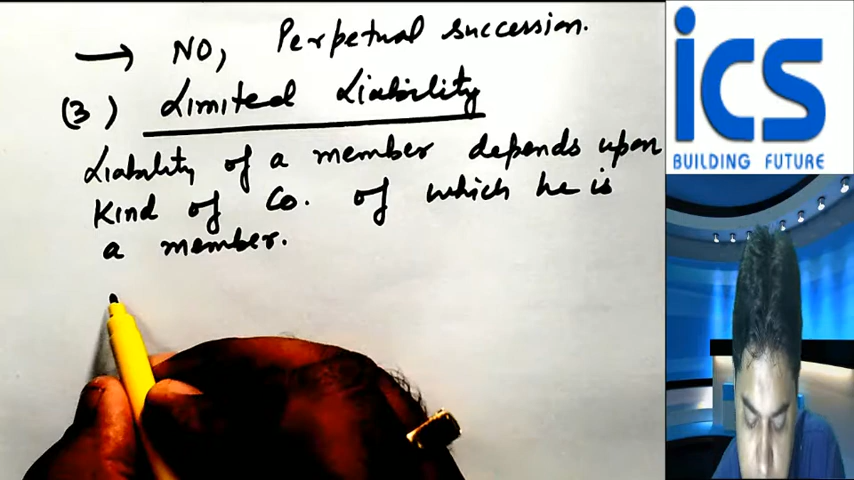 → NO, Perpetual succession.
(3) Limited Liability
Liability of a member depends upon
Kind of Co. of which he is
a member.
ics
BUILDING FUTURE